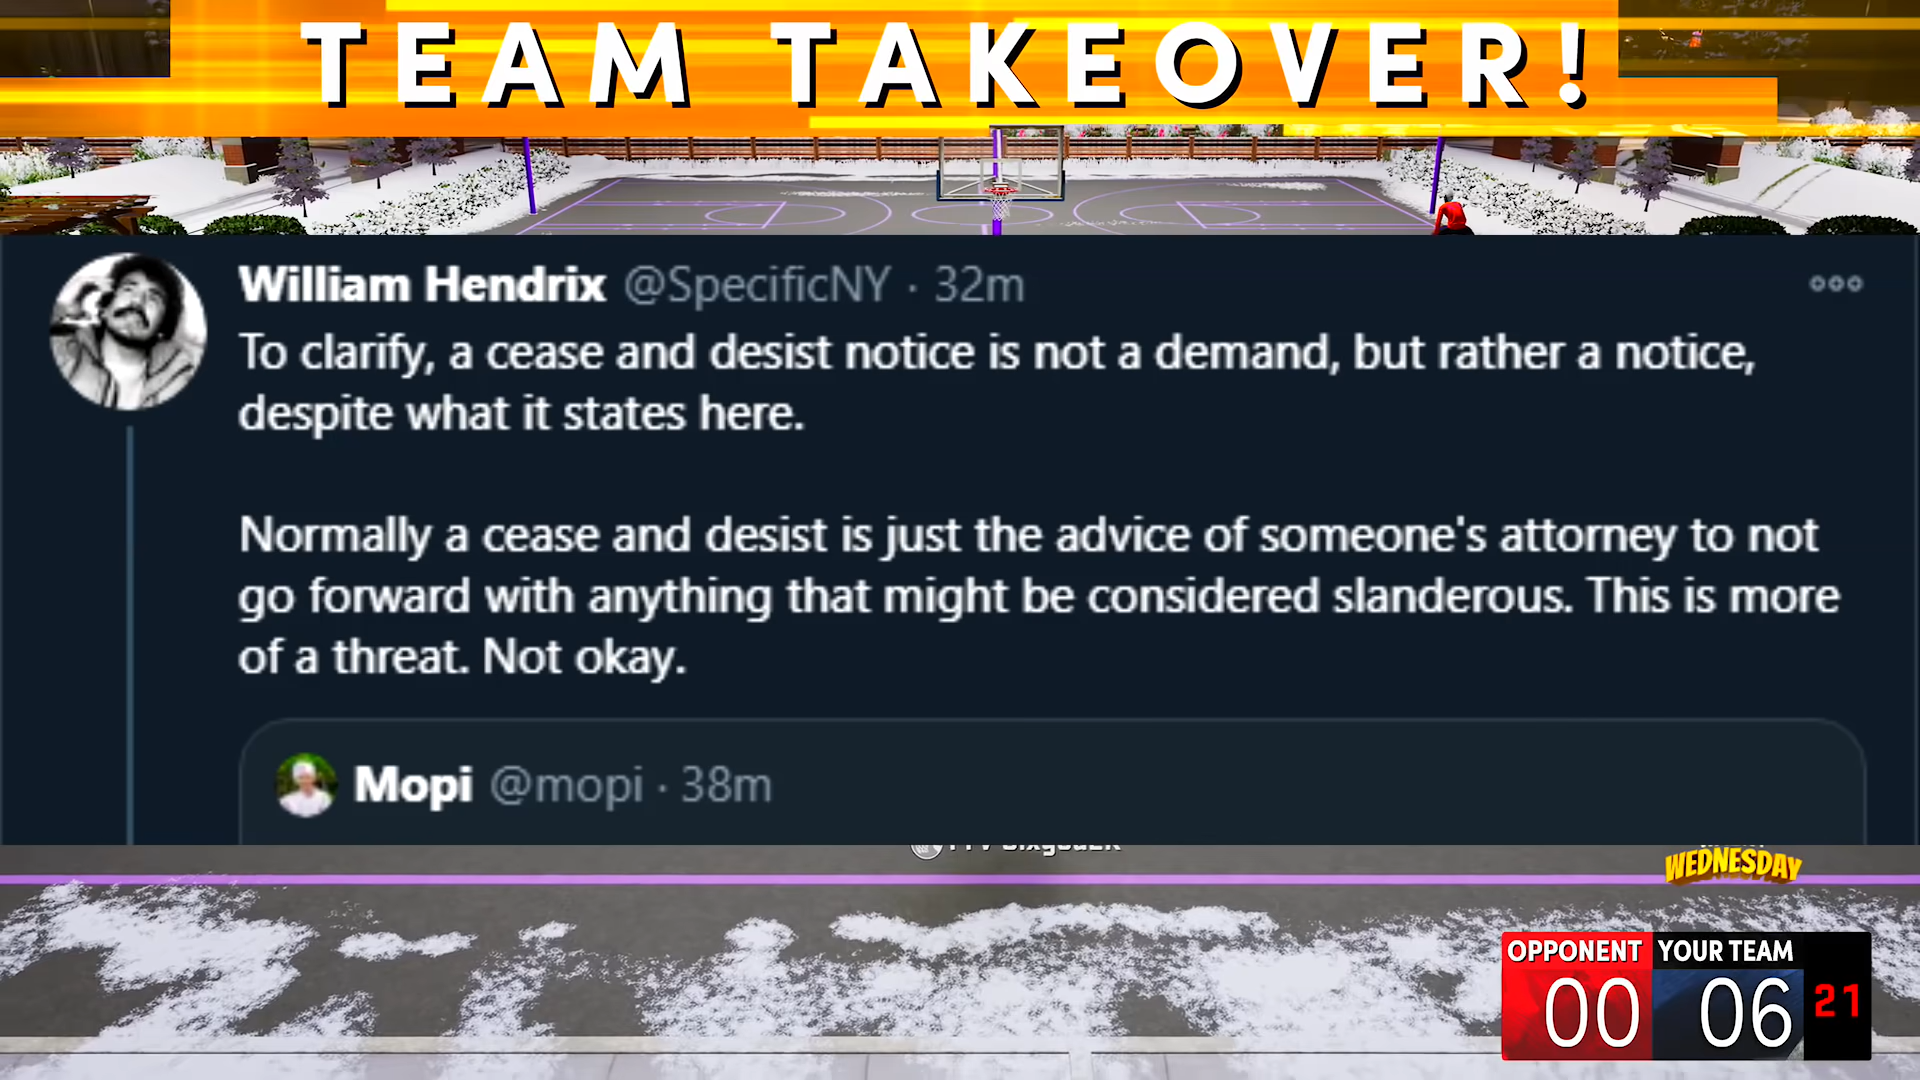 TEAM TAKEOVER!
William Hendrix @SpecificNY · 32m
To clarify, a cease and desist notice is not a demand, but rather a notice,
despite what it states here.
Normally a cease and desist is just the advice of someone's attorney to not
go forward with anything that might be considered slanderous. This is more
of a threat. Not okay.
Mopi @mopi · 38m
WEDNESDAY
OPPONENT YOUR TEAM
00 06 21